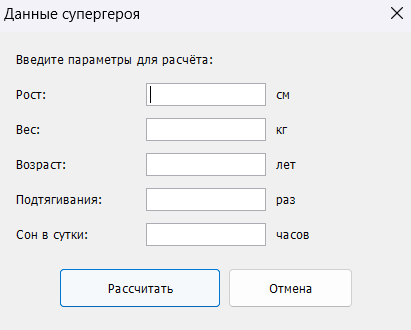 Данные супергероя
Введите параметры для расчёта:
Рост: см
Вес: кг
Возраст: лет
Подтягивания: раз
Сон в сутки: часов
Рассчитать Отмена